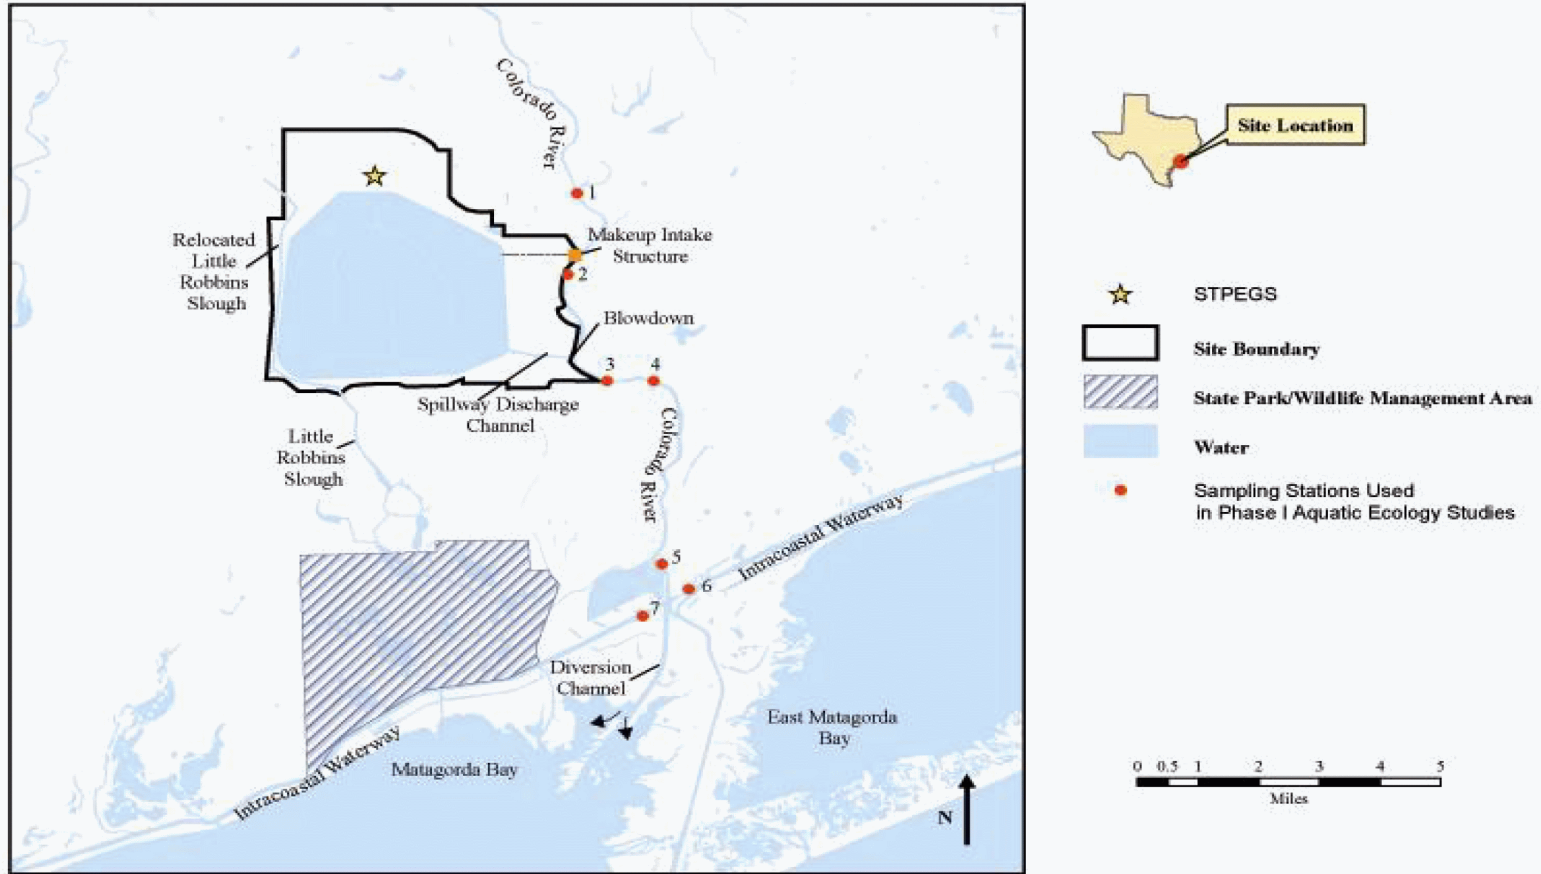 Colorado River
1
Makeup Intake
Structure
2
Relocated
Little
Robbins
Slough
Blowdown
3
4
Spillway Discharge
Channel
Little
Robbins
Slough
Colorado River
Intracoastal Waterway
5
6
7
Diversion
Channel
East Matagorda
Bay
Matagorda Bay
Intracoastal Waterway
N
Site Location
STPEGS
Site Boundary
State Park/Wildlife Management Area
Water
Sampling Stations Used
in Phase I Aquatic Ecology Studies
0 0.5 1 2 3 4 5
Miles